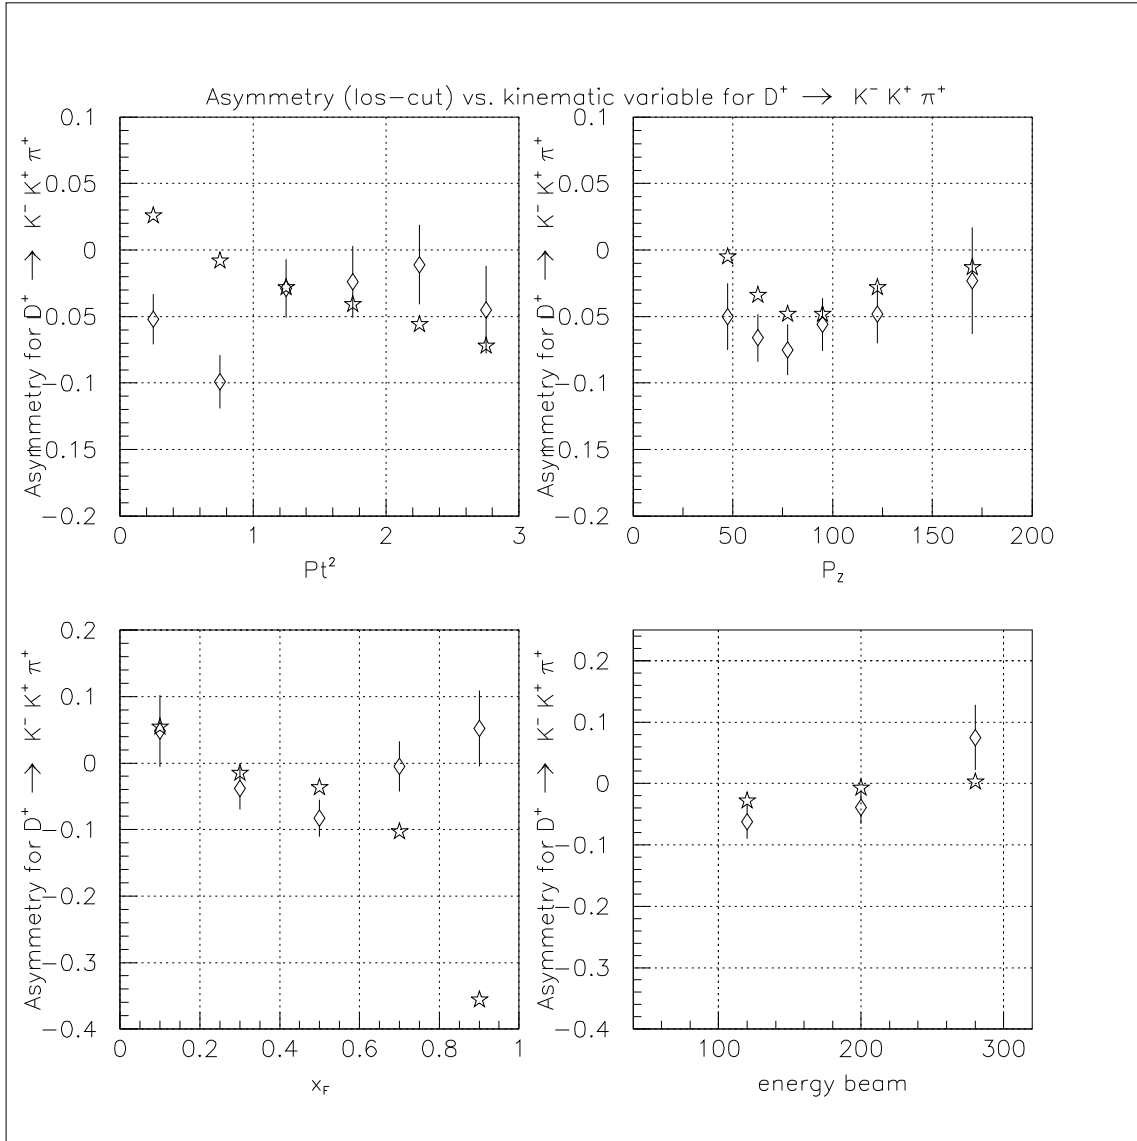 Asymmetry (los-cut) vs. kinematic variable for D⁺ → K⁻ K⁺ π⁺
Asymmetry for D⁺ → K⁻ K⁺ π⁺
0.1
0.05
0
-0.05
-0.1
-0.15
-0.2
0 1 2 3
Pt²
Asymmetry for D⁺ → K⁻ K⁺ π⁺
0.1
0.05
0
-0.05
-0.1
-0.15
-0.2
0 50 100 150 200
P_z
Asymmetry for D⁺ → K⁻ K⁺ π⁺
0.2
0.1
0
-0.1
-0.2
-0.3
-0.4
0 0.2 0.4 0.6 0.8 1
x_F
Asymmetry for D⁺ → K⁻ K⁺ π⁺
0.2
0.1
0
-0.1
-0.2
-0.3
-0.4
100 200 300
energy beam